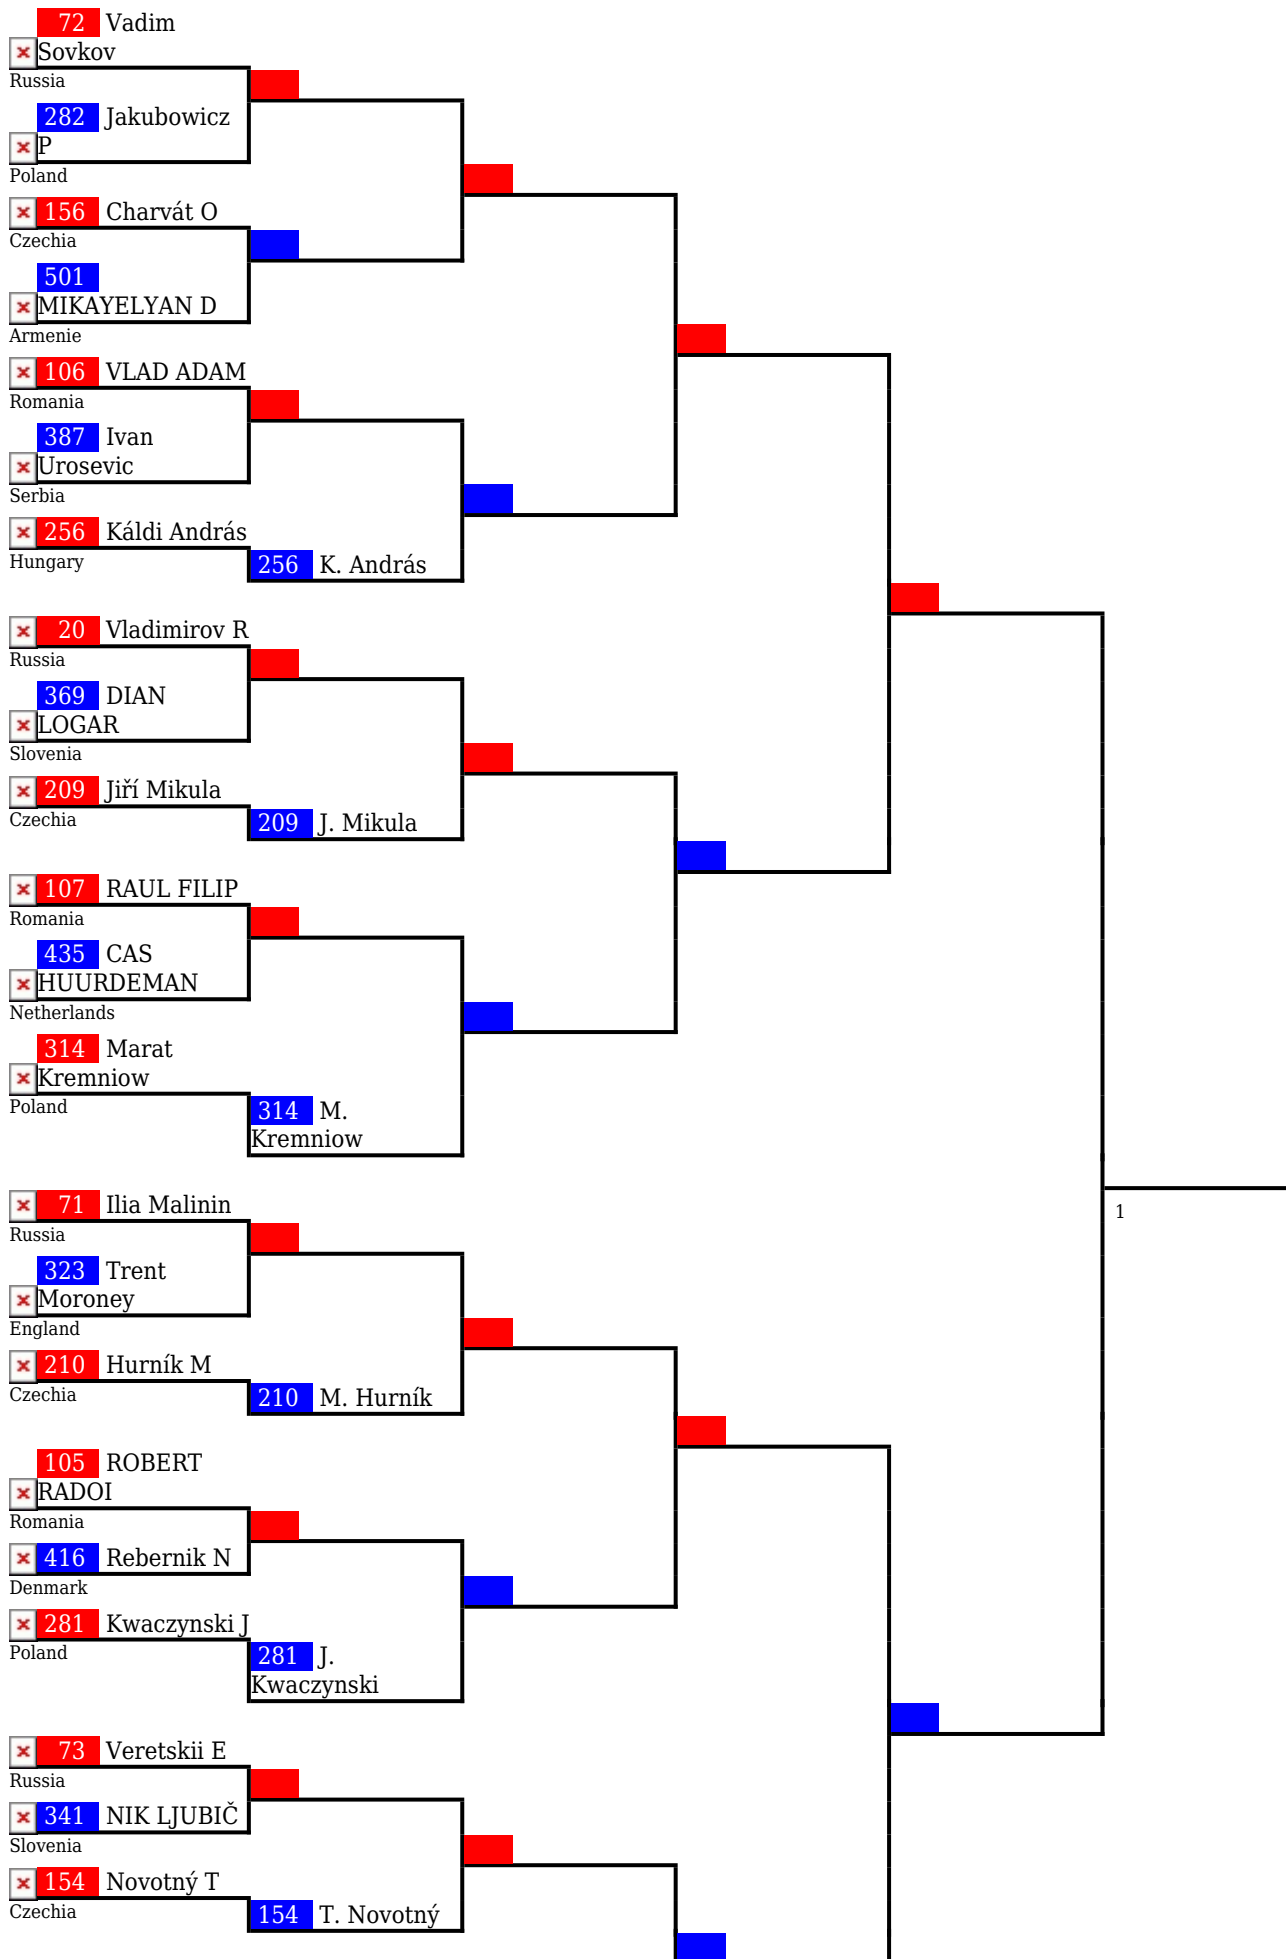 72 Vadim
Sovkov
Russia
282 Jakubowicz
P
Poland
156 Charvát O
Czechia
501
MIKAYELYAN D
Armenie
106 VLAD ADAM
Romania
387 Ivan
Urosevic
Serbia
256 Káldi András
Hungary
256 K. András
20 Vladimirov R
Russia
369 DIAN
LOGAR
Slovenia
209 Jiří Mikula
Czechia
209 J. Mikula
107 RAUL FILIP
Romania
435 CAS
HUURDEMAN
Netherlands
314 Marat
Kremniow
Poland
314 M.
Kremniow
71 Ilia Malinin
Russia
1
323 Trent
Moroney
England
210 Hurník M
Czechia
210 M. Hurník
105 ROBERT
RADOI
Romania
416 Rebernik N
Denmark
281 Kwaczynski J
Poland
281 J.
Kwaczynski
73 Veretskii E
Russia
341 NIK LJUBIČ
Slovenia
154 Novotný T
Czechia
154 T. Novotný